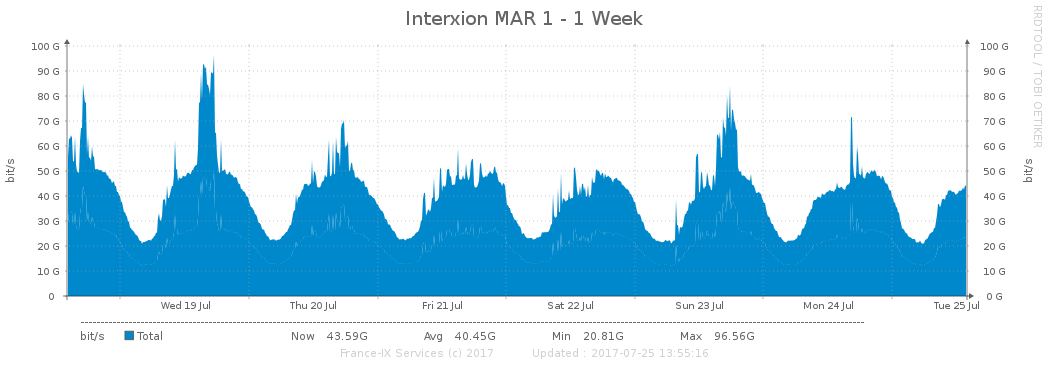 Interxion MAR 1 - 1 Week
RRDTOOL / TOBI OETIKER
bit/s
100 G 100 G
90 G 90 G
80 G 80 G
70 G 70 G
60 G 60 G
50 G 50 G
40 G 40 G
30 G 30 G
20 G 20 G
10 G 10 G
0 0 G
bit/s
Wed 19 Jul Thu 20 Jul Fri 21 Jul Sat 22 Jul Sun 23 Jul Mon 24 Jul Tue 25 Jul
bit/s Total Now 43.59G Avg 40.45G Min 20.81G Max 96.56G
France-IX Services (c) 2017 Updated : 2017-07-25 13:55:16